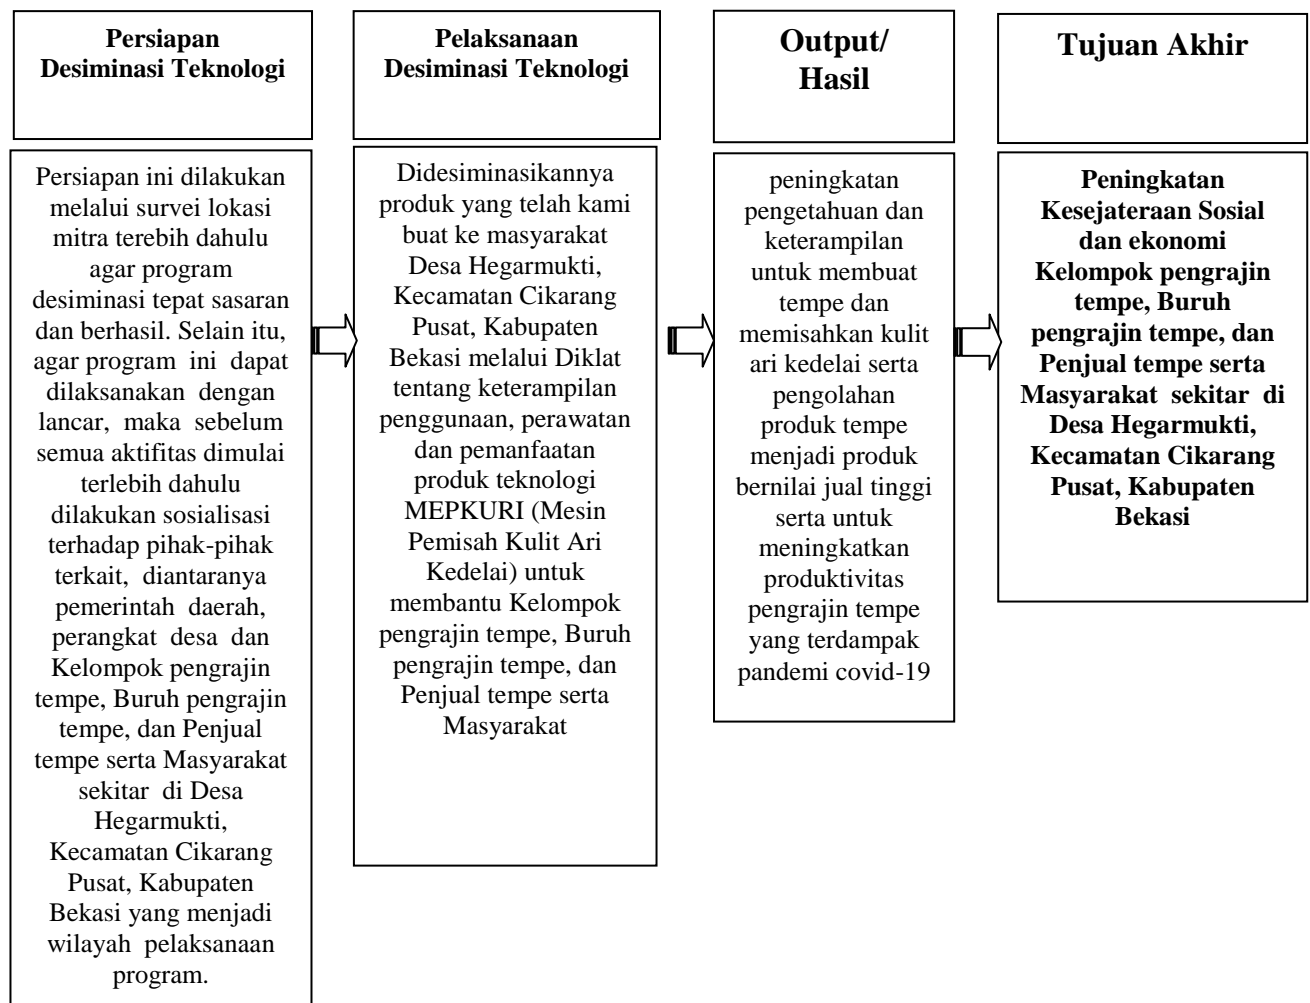 Persiapan
Desiminasi Teknologi
Persiapan ini dilakukan
melalui survei lokasi
mitra terebih dahulu
agar program
desiminasi tepat sasaran
dan berhasil. Selain itu,
agar program ini dapat
dilaksanakan dengan
lancar, maka sebelum
semua aktifitas dimulai
terlebih dahulu
dilakukan sosialisasi
terhadap pihak-pihak
terkait, diantaranya
pemerintah daerah,
perangkat desa dan
Kelompok pengrajin
tempe, Buruh pengrajin
tempe, dan Penjual
tempe serta Masyarakat
sekitar di Desa
Hegarmukti,
Kecamatan Cikarang
Pusat, Kabupaten
Bekasi yang menjadi
wilayah pelaksanaan
program.
Pelaksanaan
Desiminasi Teknologi
Didesiminasikannya
produk yang telah kami
buat ke masyarakat
Desa Hegarmukti,
Kecamatan Cikarang
Pusat, Kabupaten
Bekasi melalui Diklat
tentang keterampilan
penggunaan, perawatan
dan pemanfaatan
produk teknologi
MEPKURI (Mesin
Pemisah Kulit Ari
Kedelai) untuk
membantu Kelompok
pengrajin tempe, Buruh
pengrajin tempe, dan
Penjual tempe serta
Masyarakat
Output/
Hasil
peningkatan
pengetahuan dan
keterampilan
untuk membuat
tempe dan
memisahkan kulit
ari kedelai serta
pengolahan
produk tempe
menjadi produk
bernilai jual tinggi
serta untuk
meningkatkan
produktivitas
pengrajin tempe
yang terdampak
pandemi covid-19
Tujuan Akhir
Peningkatan
Kesejateraan Sosial
dan ekonomi
Kelompok pengrajin
tempe, Buruh
pengrajin tempe, dan
Penjual tempe serta
Masyarakat sekitar di
Desa Hegarmukti,
Kecamatan Cikarang
Pusat, Kabupaten
Bekasi